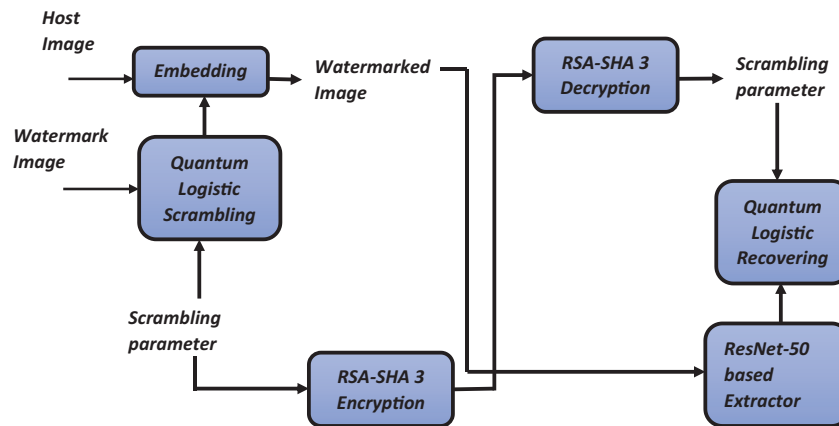 Host
Image
Embedding
Watermarked
Image
Watermark
Image
Quantum
Logistic
Scrambling
Scrambling
parameter
RSA-SHA 3
Encryption
RSA-SHA 3
Decryption
Scrambling
parameter
Quantum
Logistic
Recovering
ResNet-50
based
Extractor